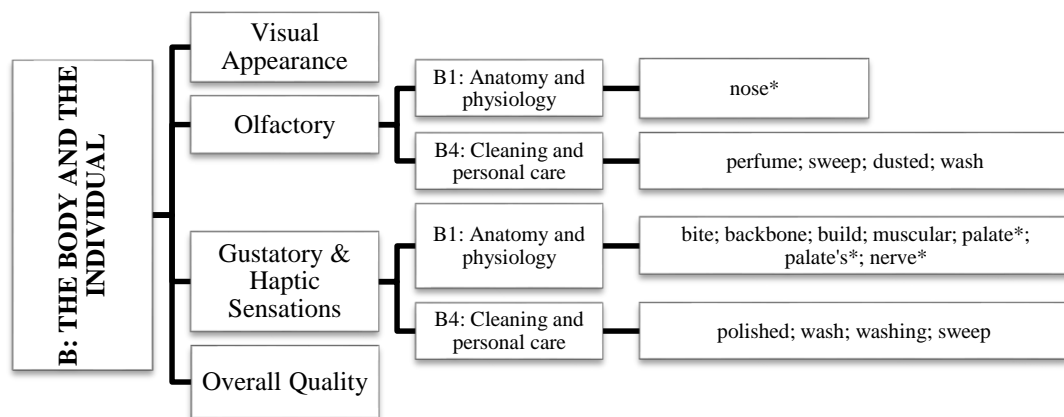 B: THE BODY AND THE
INDIVIDUAL
Visual
Appearance
Olfactory
B1: Anatomy and
physiology
nose*
B4: Cleaning and
personal care
perfume; sweep; dusted; wash
Gustatory &
Haptic
Sensations
B1: Anatomy and
physiology
bite; backbone; build; muscular; palate*;
palate's*; nerve*
B4: Cleaning and
personal care
polished; wash; washing; sweep
Overall Quality